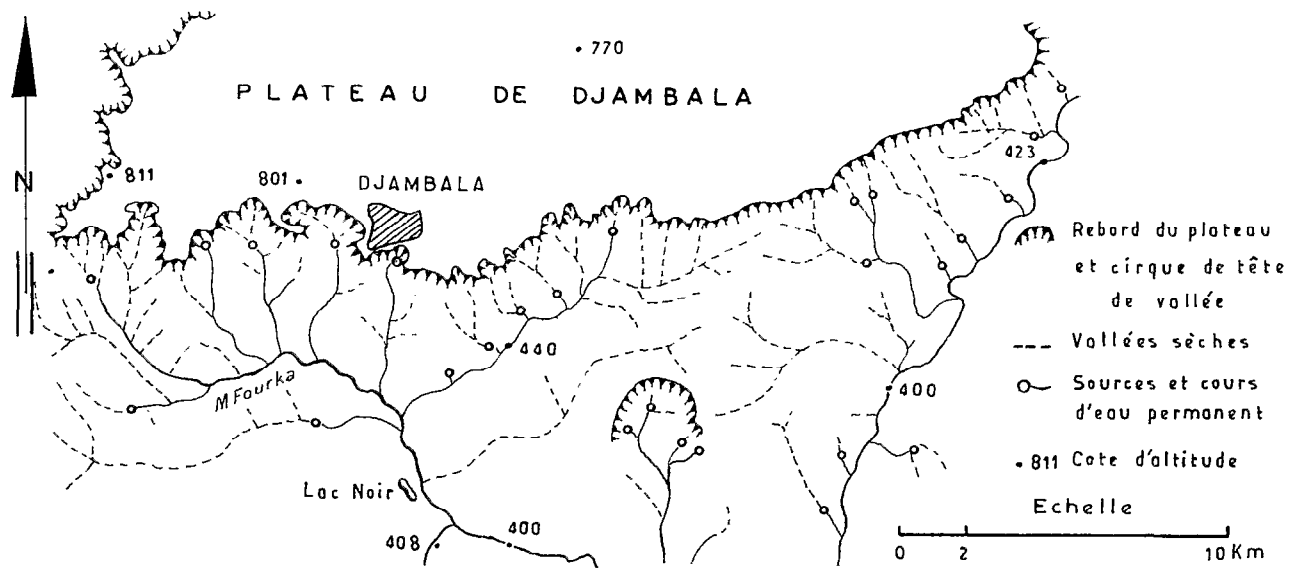 770
PLATEAU DE DJAMBALA
N
811
801
DJAMBALA
423
440
M Fourka
400
Lac Noir
408
400
Rebord du plateau
et cirque de tête
de vallée
Vallées sèches
Sources et cours
d'eau permanent
811 Cote d'altitude
Echelle
0 2 10 Km